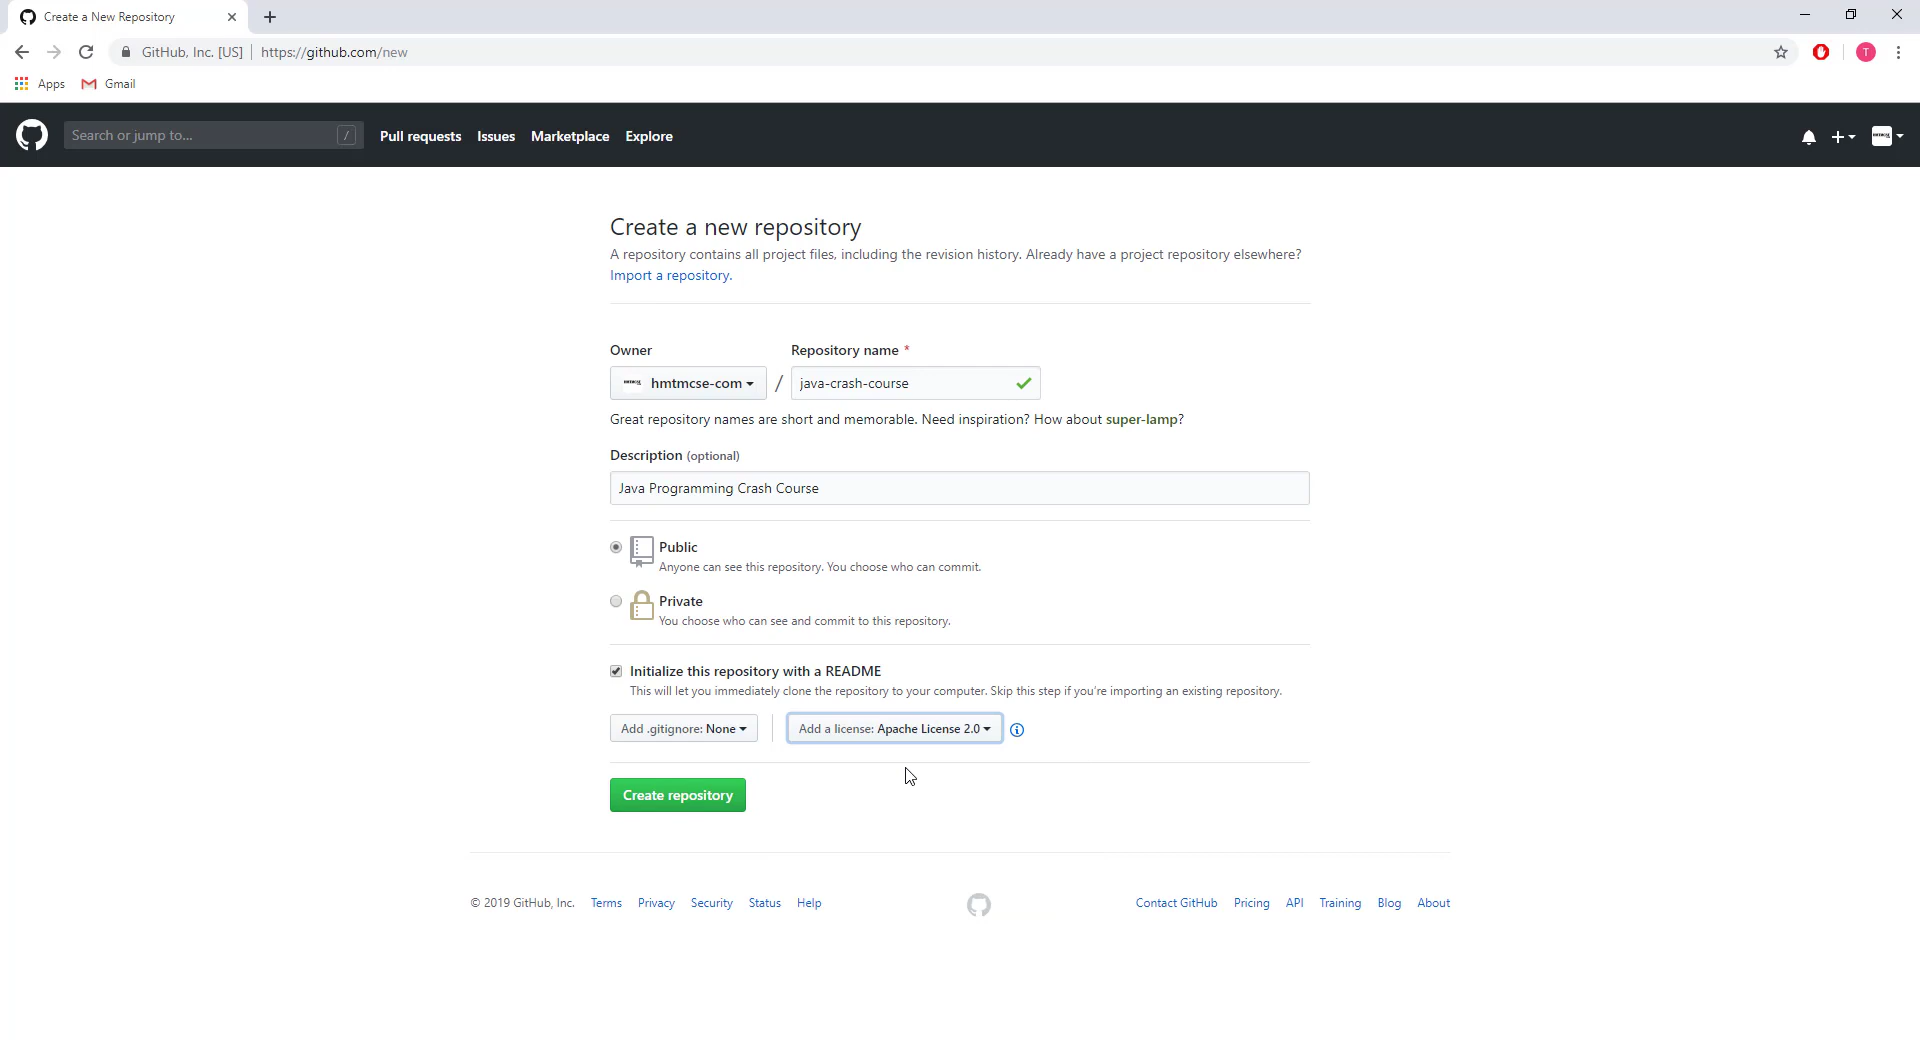 Create a New Repository
GitHub, Inc. [US] https://github.com/new
Apps Gmail
Search or jump to... / Pull requests Issues Marketplace Explore
Create a new repository
A repository contains all project files, including the revision history. Already have a project repository elsewhere?
Import a repository.
Owner Repository name *
hmtmcse-com / java-crash-course
Great repository names are short and memorable. Need inspiration? How about super-lamp?
Description (optional)
Java Programming Crash Course
Public
Anyone can see this repository. You choose who can commit.
Private
You choose who can see and commit to this repository.
Initialize this repository with a README
This will let you immediately clone the repository to your computer. Skip this step if you're importing an existing repository.
Add .gitignore: None Add a license: Apache License 2.0
Create repository
© 2019 GitHub, Inc. Terms Privacy Security Status Help Contact GitHub Pricing API Training Blog About